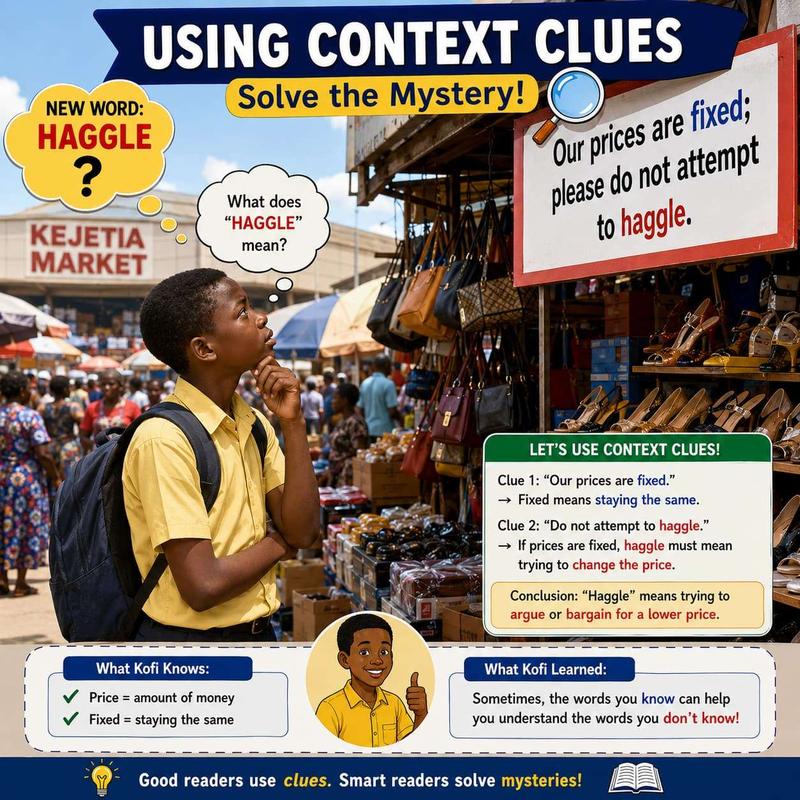 USING CONTEXT CLUES
Solve the Mystery!
NEW WORD:
HAGGLE
?
What does
“HAGGLE”
mean?
KEJETIA
MARKET
Our prices are fixed;
please do not attempt
to haggle.
LET’S USE CONTEXT CLUES!
Clue 1: “Our prices are fixed.”
→ Fixed means staying the same.
Clue 2: “Do not attempt to haggle.”
→ If prices are fixed, haggle must mean
trying to change the price.
Conclusion: “Haggle” means trying to
argue or bargain for a lower price.
What Kofi Knows:
✓ Price = amount of money
✓ Fixed = staying the same
What Kofi Learned:
Sometimes, the words you know can help
you understand the words you don’t know!
Good readers use clues. Smart readers solve mysteries!